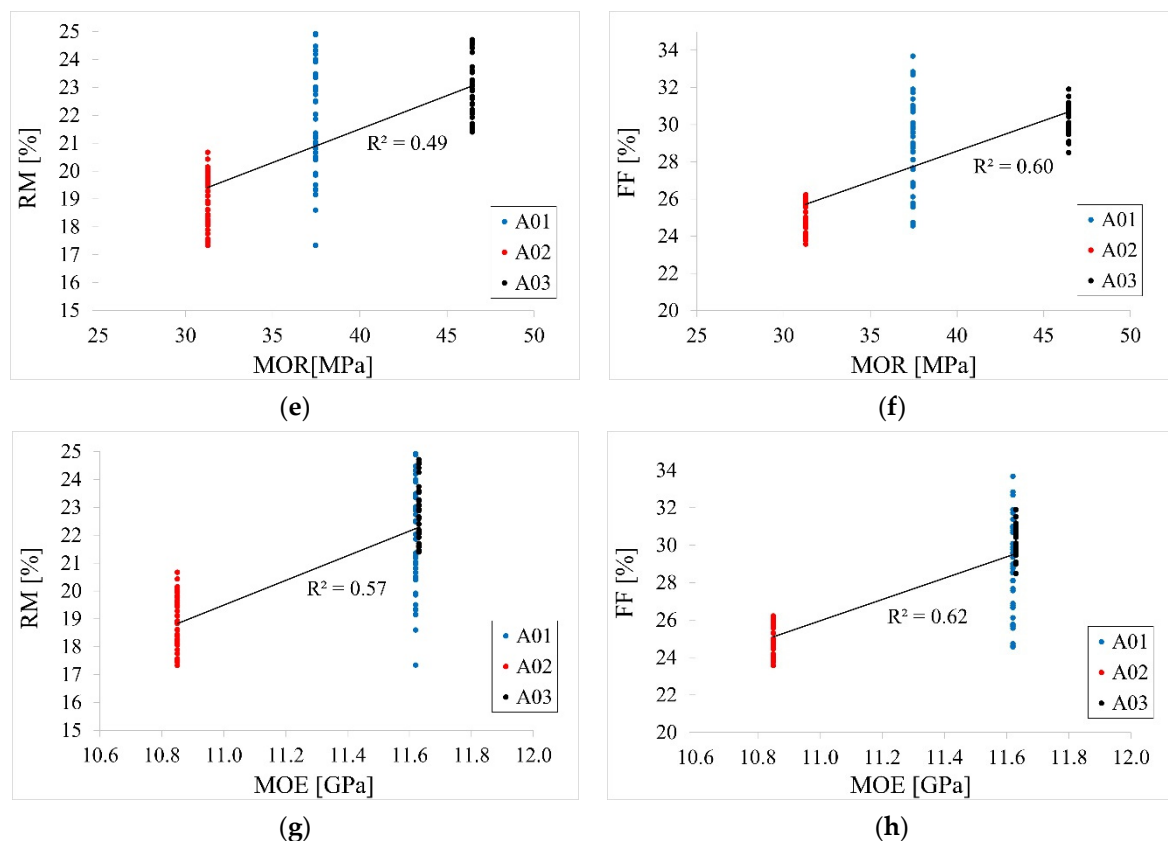 25
24
23
22
21
20
19
18
17
16
15
RM [%]
R² = 0.49
A01
A02
A03
25 30 35 40 45 50
MOR[MPa]
(e)
34
32
30
28
26
24
22
20
FF [%]
R² = 0.60
A01
A02
A03
25 30 35 40 45 50
MOR [MPa]
(f)
25
24
23
22
21
20
19
18
17
16
15
RM [%]
R² = 0.57
A01
A02
A03
10.6 10.8 11.0 11.2 11.4 11.6 11.8 12.0
MOE [GPa]
(g)
34
32
30
28
26
24
22
20
FF [%]
R² = 0.62
A01
A02
A03
10.6 10.8 11.0 11.2 11.4 11.6 11.8 12.0
MOE [GPa]
(h)